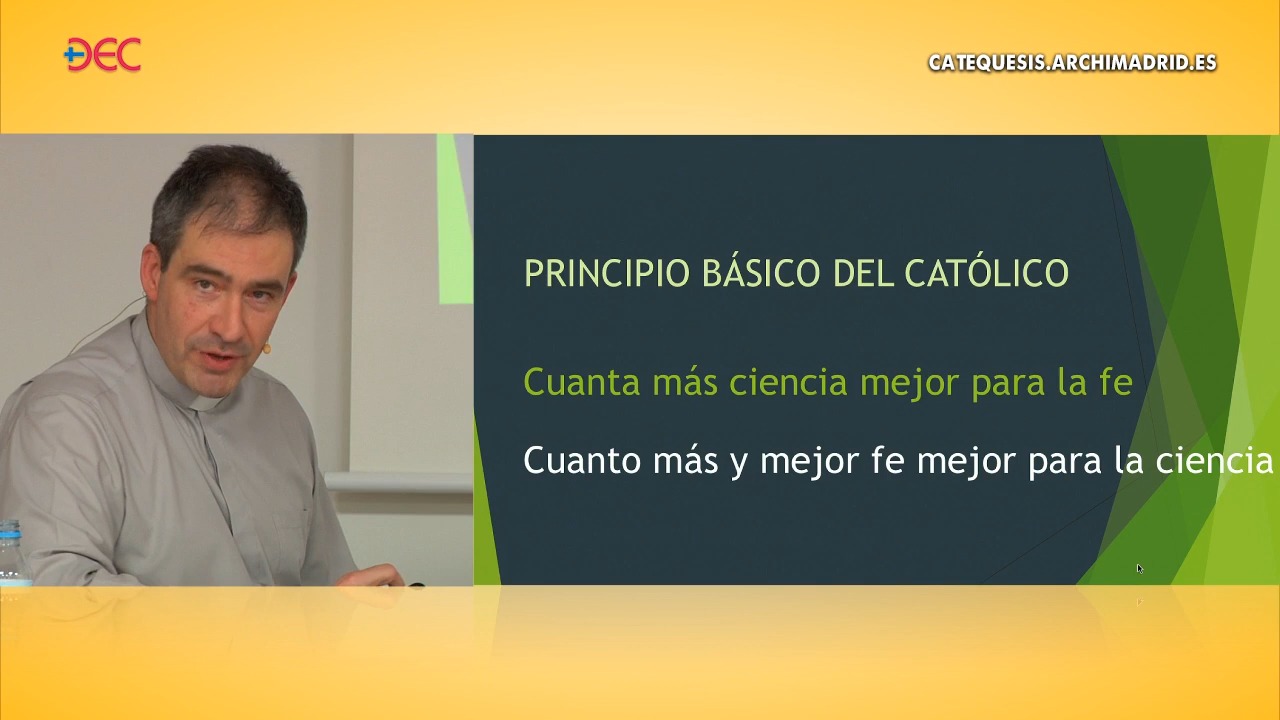 DEC
CATEQUESIS.ARCHIMADRID.ES
PRINCIPIO BÁSICO DEL CATÓLICO
Cuanta más ciencia mejor para la fe
Cuanto más y mejor fe mejor para la ciencia